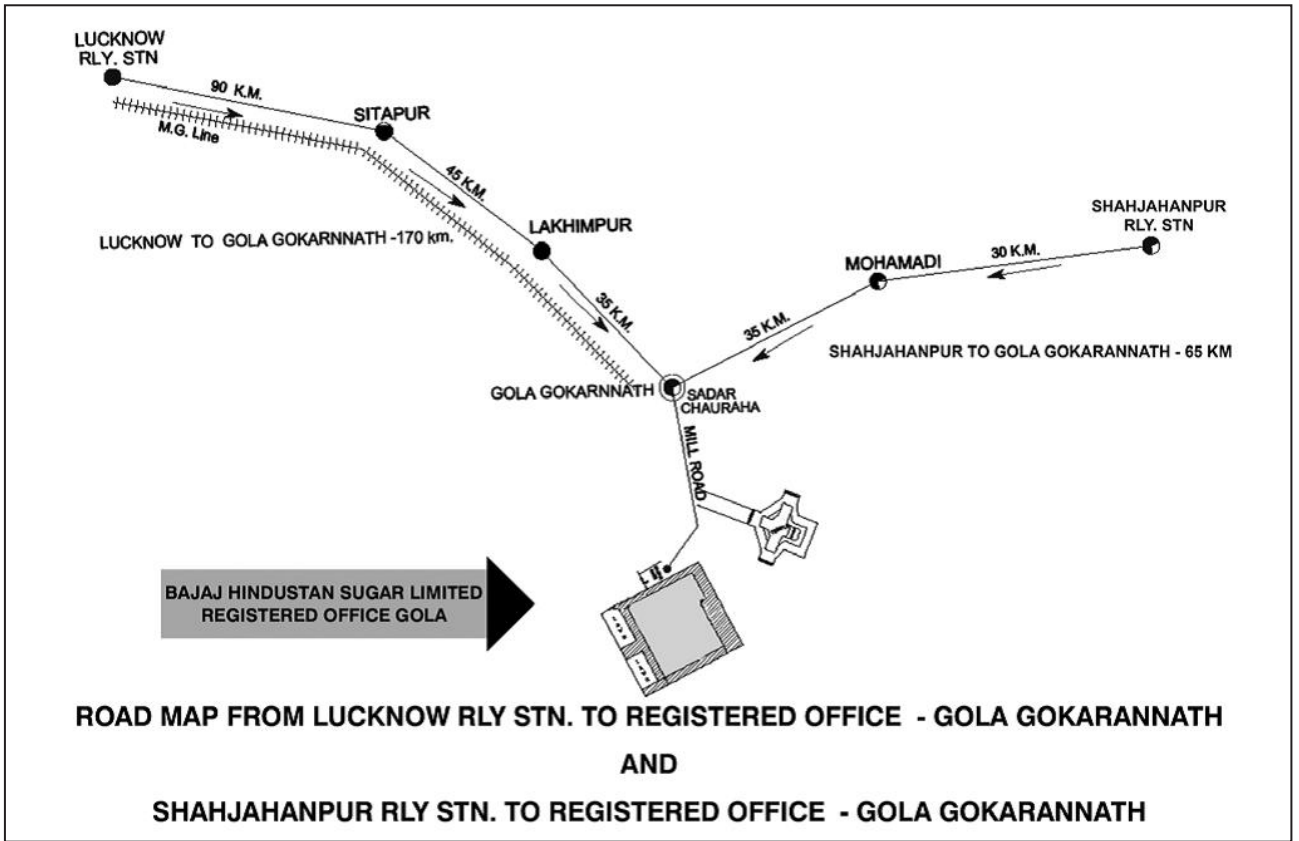 LUCKNOW
RLY. STN
90 K.M.
M.G. Line
SITAPUR
45 K.M.
LAKHIMPUR
LUCKNOW TO GOLA GOKARNNATH -170 km.
35 K.M.
SHAHJAHANPUR
RLY. STN
30 K.M.
MOHAMADI
35 K.M.
SHAHJAHANPUR TO GOLA GOKARANNATH - 65 KM
GOLA GOKARNNATH
SADAR
CHAURAHA
MILL ROAD
BAJAJ HINDUSTAN SUGAR LIMITED
REGISTERED OFFICE GOLA
ROAD MAP FROM LUCKNOW RLY STN. TO REGISTERED OFFICE - GOLA GOKARANNATH
AND
SHAHJAHANPUR RLY STN. TO REGISTERED OFFICE - GOLA GOKARANNATH